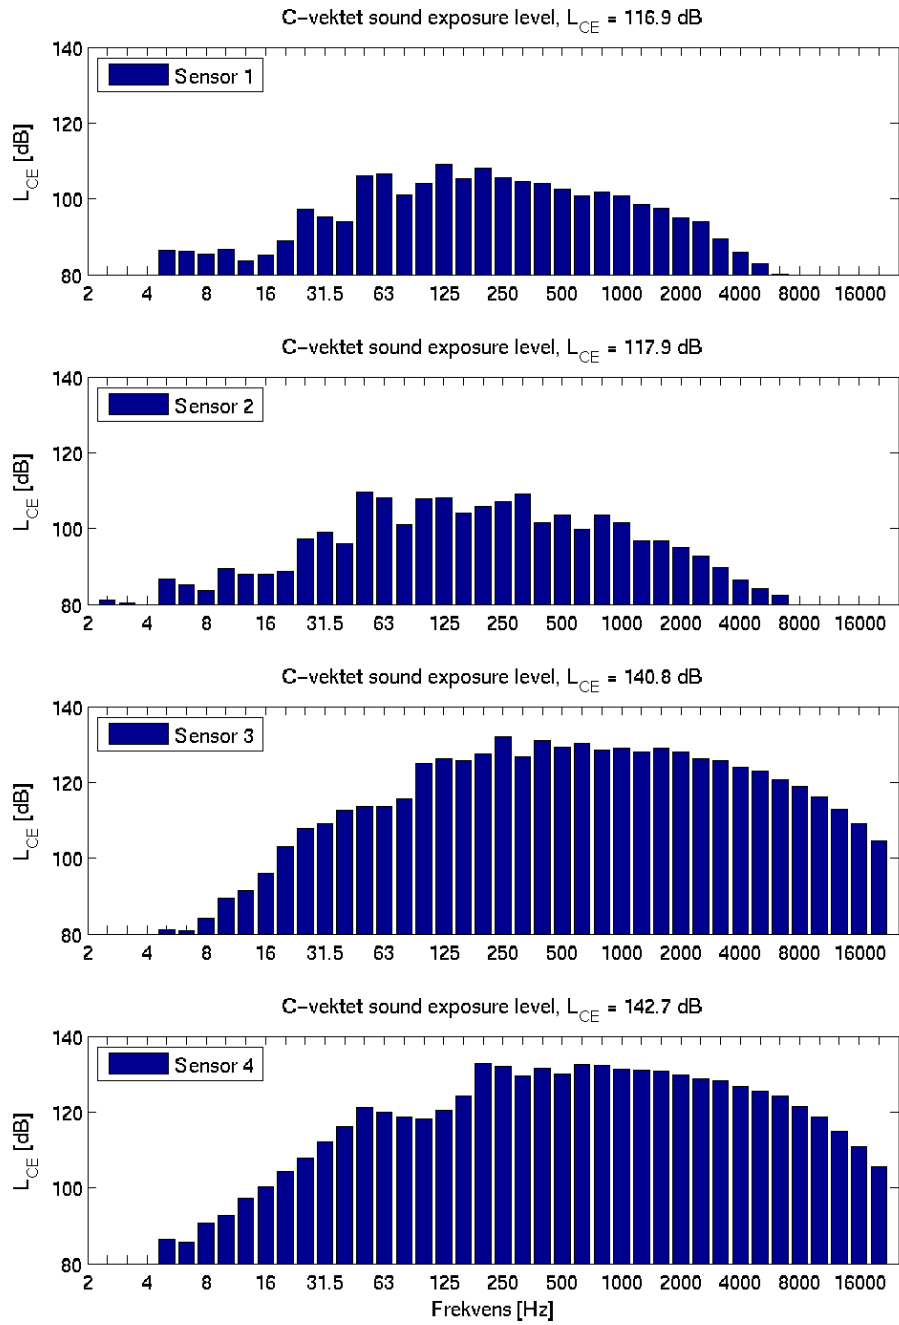 C-vektet sound exposure level, L_CE = 116.9 dB
140
Sensor 1
120
L_CE [dB]
100
80
2 4 8 16 31.5 63 125 250 500 1000 2000 4000 8000 16000
C-vektet sound exposure level, L_CE = 117.9 dB
140
Sensor 2
120
L_CE [dB]
100
80
2 4 8 16 31.5 63 125 250 500 1000 2000 4000 8000 16000
C-vektet sound exposure level, L_CE = 140.8 dB
140
Sensor 3
120
L_CE [dB]
100
80
2 4 8 16 31.5 63 125 250 500 1000 2000 4000 8000 16000
C-vektet sound exposure level, L_CE = 142.7 dB
140
Sensor 4
120
L_CE [dB]
100
80
2 4 8 16 31.5 63 125 250 500 1000 2000 4000 8000 16000
Frekvens [Hz]